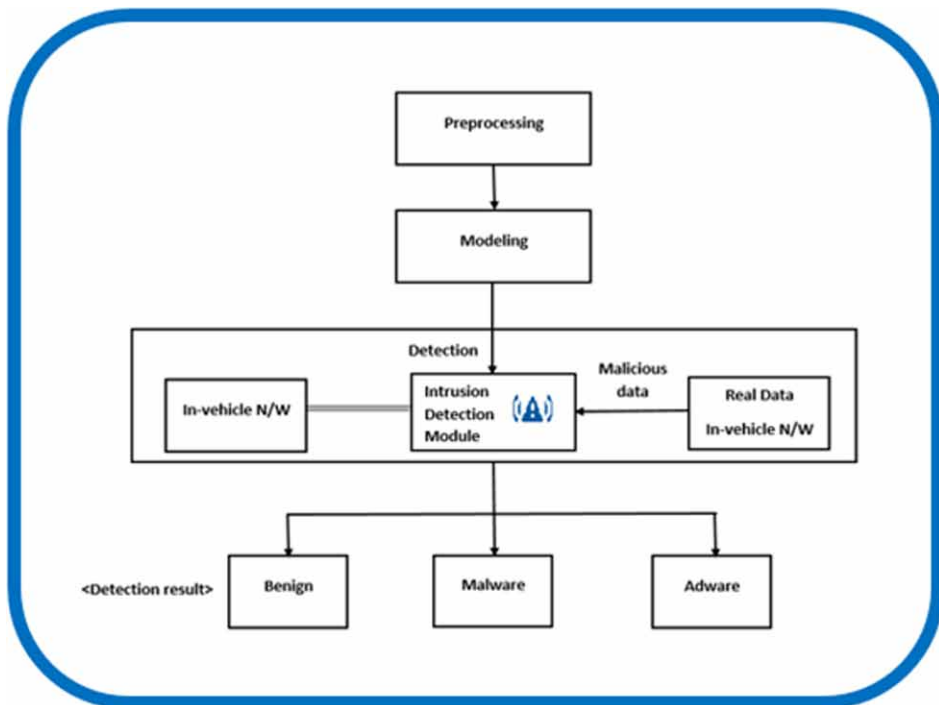 Preprocessing
Modeling
Detection
Malicious
data
In-vehicle N/W
Intrusion
Detection
Module
Real Data
In-vehicle N/W
<Detection result>
Benign
Malware
Adware